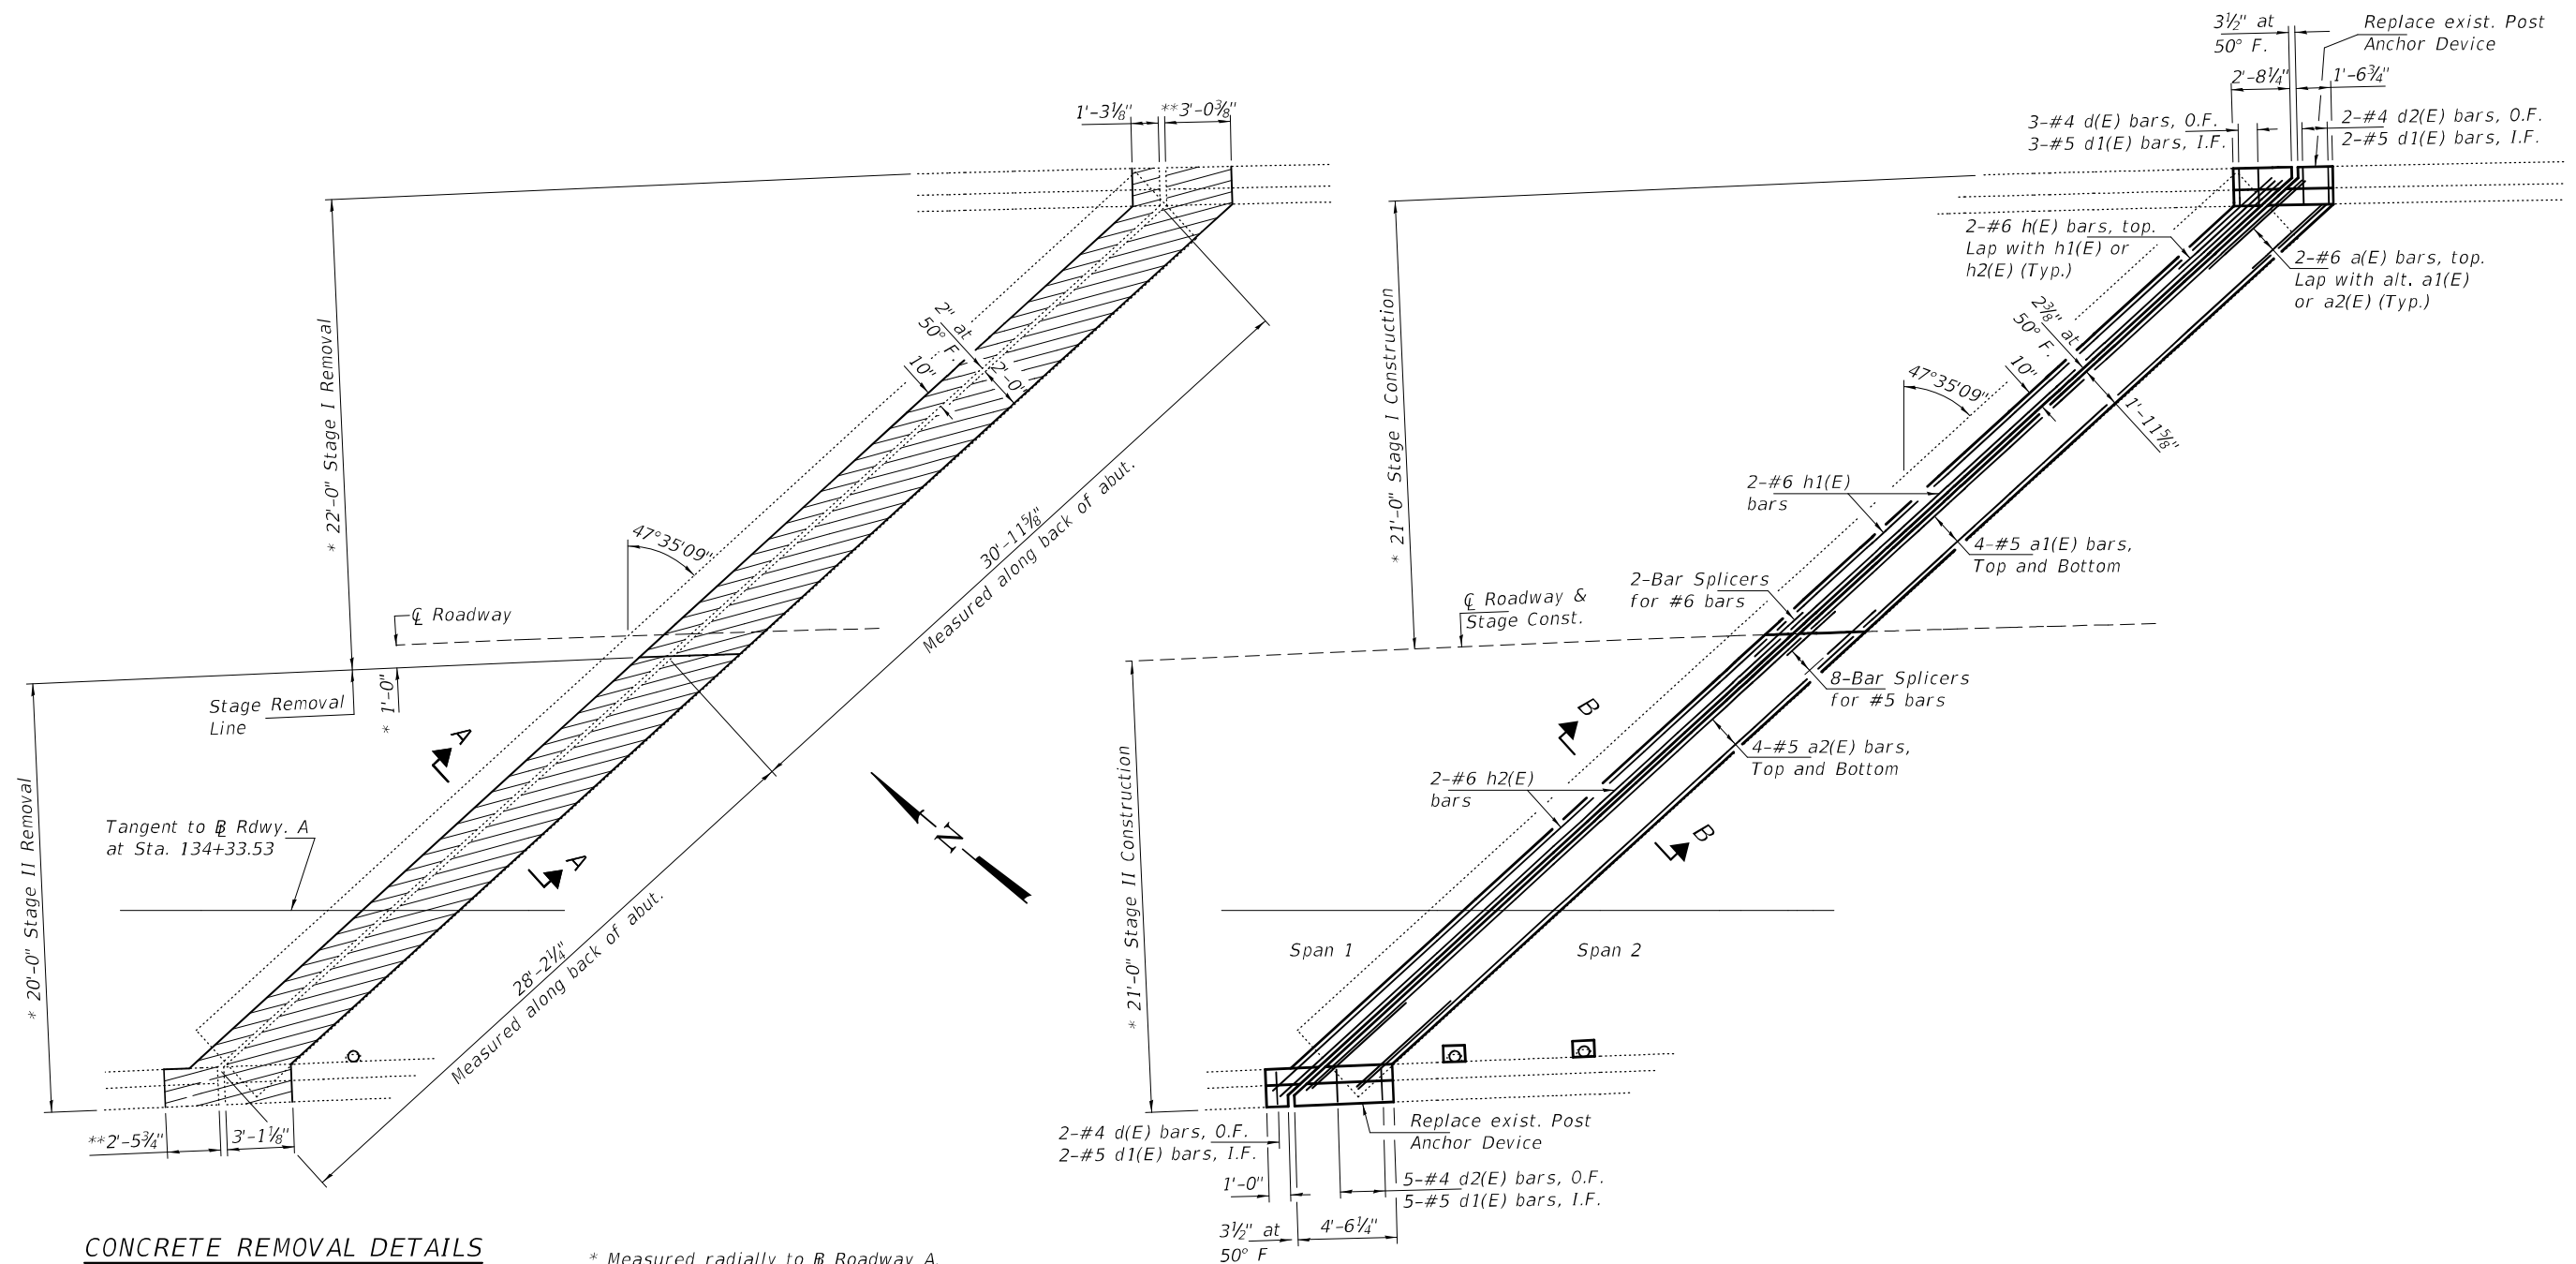 1'-3⅛"
**3'-0⅜"
* 22'-0" Stage I Removal
2" at
50° F.
10"
2'-0"
47°35'09"
30'-11⅝"
Measured along back of abut.
℄ Roadway
Stage Removal
Line
* 1'-0"
A
A
* 20'-0" Stage II Removal
Tangent to ⅊ Rdwy. A
at Sta. 134+33.53
28'-2¼"
Measured along back of abut.
**2'-5¾"
3'-1⅛"
N
CONCRETE REMOVAL DETAILS
* Measured radially to ⅊ Roadway A.
3½" at
50° F.
Replace exist. Post
Anchor Device
2'-8¼"
1'-6¾"
3-#4 d(E) bars, O.F.
3-#5 d1(E) bars, I.F.
2-#4 d2(E) bars, O.F.
2-#5 d1(E) bars, I.F.
2-#6 h(E) bars, top.
Lap with h1(E) or
h2(E) (Typ.)
2-#6 a(E) bars, top.
Lap with alt. a1(E)
or a2(E) (Typ.)
* 21'-0" Stage I Construction
2⅜" at
50° F.
10"
47°35'09"
1'-11⅝"
2-#6 h1(E)
bars
4-#5 a1(E) bars,
Top and Bottom
2-Bar Splicers
for #6 bars
℄ Roadway &
Stage Const.
8-Bar Splicers
for #5 bars
B
B
4-#5 a2(E) bars,
Top and Bottom
2-#6 h2(E)
bars
* 21'-0" Stage II Construction
Span 1
Span 2
Replace exist. Post
Anchor Device
2-#4 d(E) bars, O.F.
2-#5 d1(E) bars, I.F.
5-#4 d2(E) bars, O.F.
5-#5 d1(E) bars, I.F.
1'-0"
3½" at
50° F
4'-6¼"